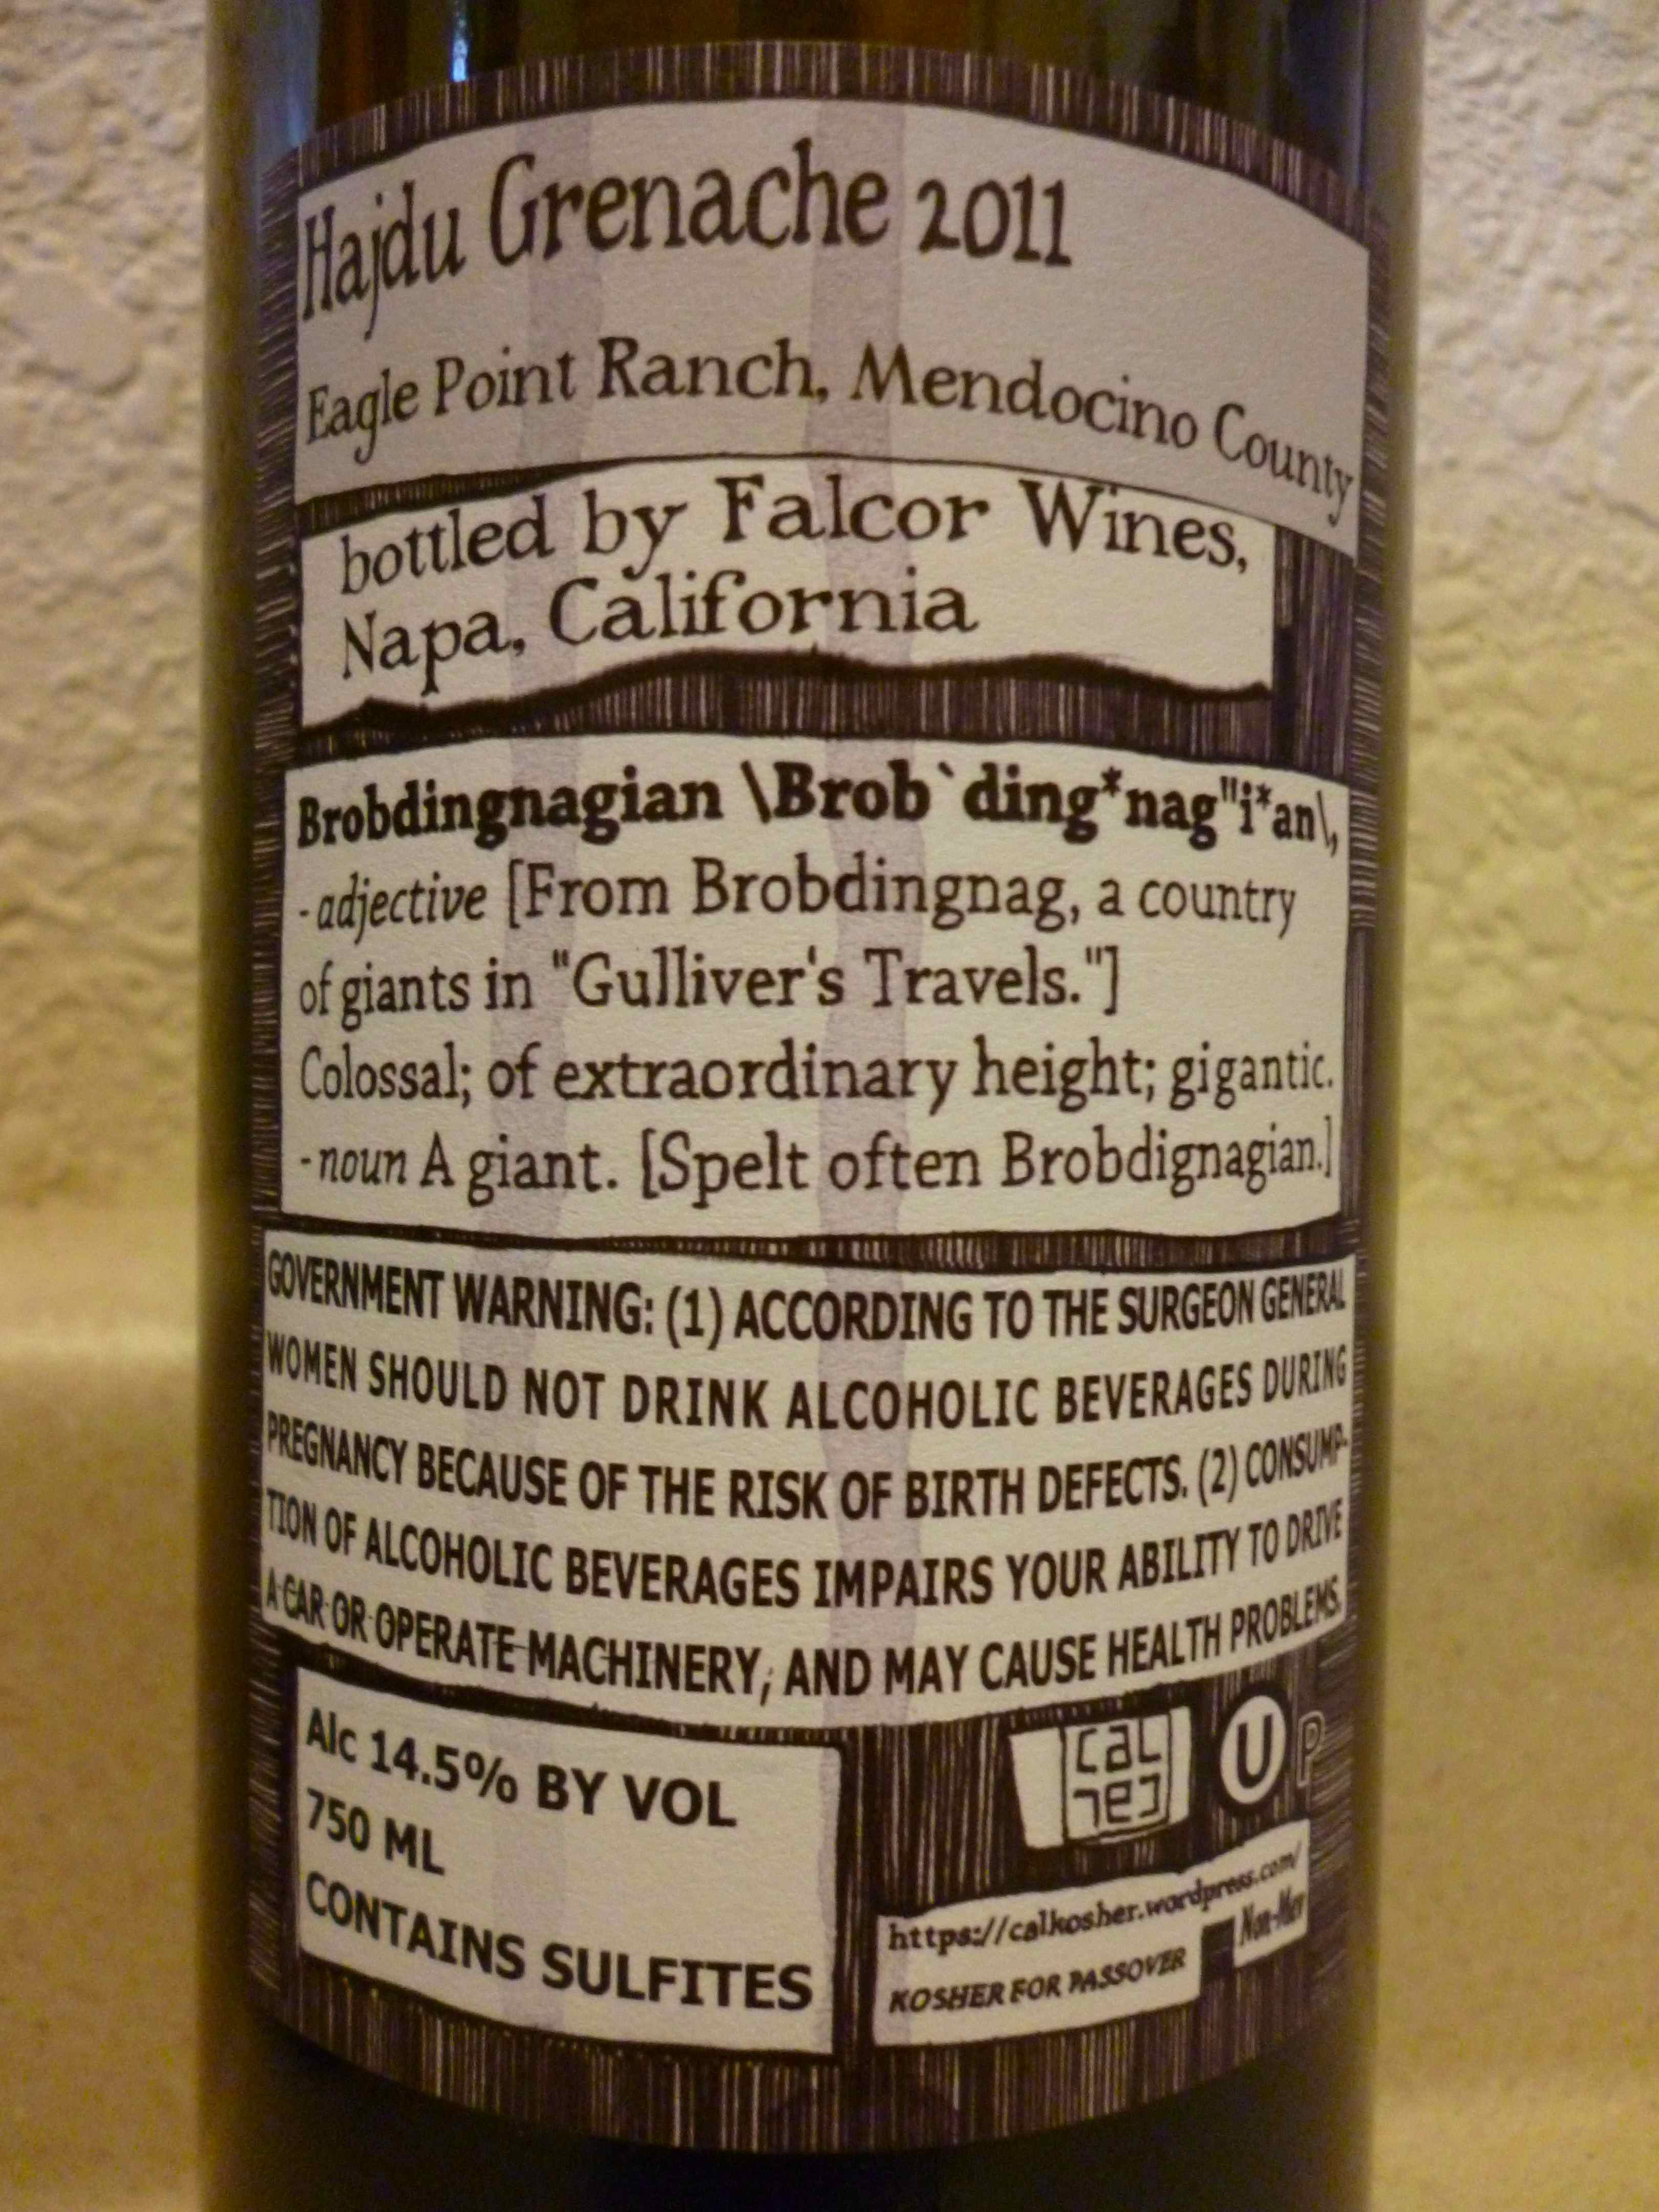 Hajdu Grenache 2011
Eagle Point Ranch, Mendocino County
bottled by Falcor Wines,
Napa, California
Brobdingnagian \Brob`ding*nag"i*an\,
-adjective [From Brobdingnag, a country
of giants in "Gulliver's Travels."]
Colossal; of extraordinary height; gigantic.
-noun A giant. [Spelt often Brobdignagian.]
GOVERNMENT WARNING: (1) ACCORDING TO THE SURGEON GENERAL
WOMEN SHOULD NOT DRINK ALCOHOLIC BEVERAGES DURING
PREGNANCY BECAUSE OF THE RISK OF BIRTH DEFECTS. (2) CONSUMP-
TION OF ALCOHOLIC BEVERAGES IMPAIRS YOUR ABILITY TO DRIVE
A CAR OR OPERATE MACHINERY, AND MAY CAUSE HEALTH PROBLEMS.
Alc 14.5% BY VOL
750 ML
CONTAINS SULFITES
CaL
כשר
U P
https://calkosher.wordpress.com/
KOSHER FOR PASSOVER Non-Mev